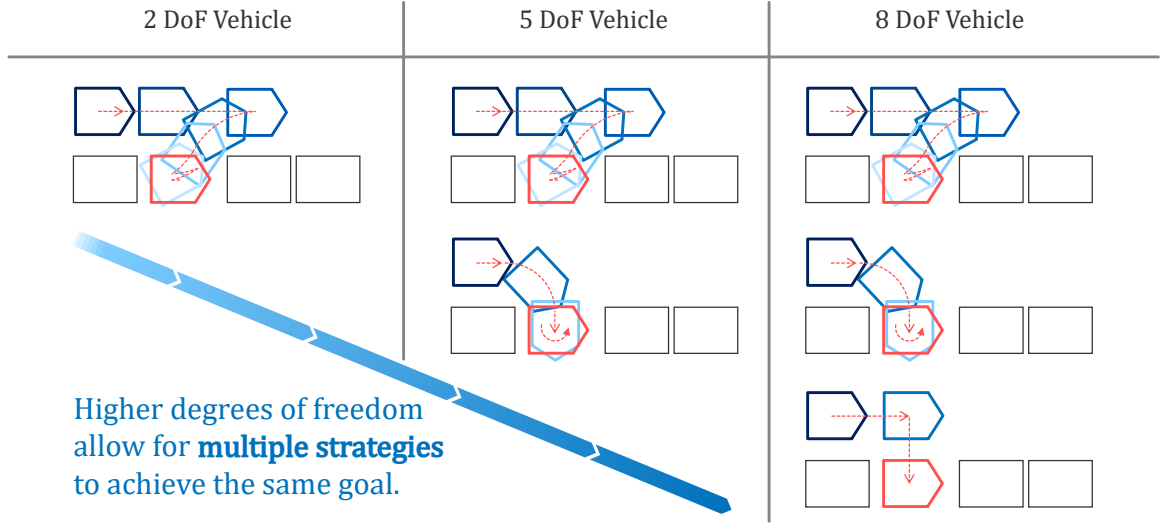 2 DoF Vehicle
5 DoF Vehicle
8 DoF Vehicle
Higher degrees of freedom
allow for multiple strategies
to achieve the same goal.